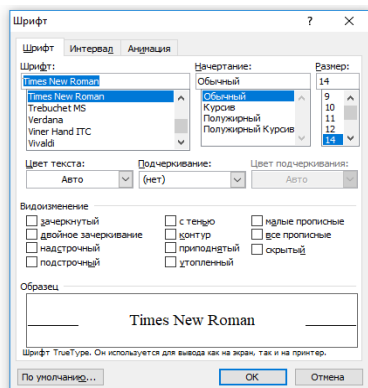 Шрифт ? ×
Шрифт Интервал Анимация
Шрифт: Начертание: Размер:
Times New Roman Обычный 14
Times New Roman Обычный 9
Trebuchet MS Курсив 10
Verdana Полужирный 11
Viner Hand ITC Полужирный Курсив 12
Vivaldi 14
Цвет текста: Подчеркивание: Цвет подчеркивания:
Авто (нет) Авто
Видоизменение
зачеркнутый с тенью малые прописные
двойное зачеркивание контур все прописные
надстрочный приподнятый скрытый
подстрочный утопленный
Образец
Times New Roman
Шрифт TrueType. Он используется для вывода как на экран, так и на принтер.
По умолчанию... ОК Отмена